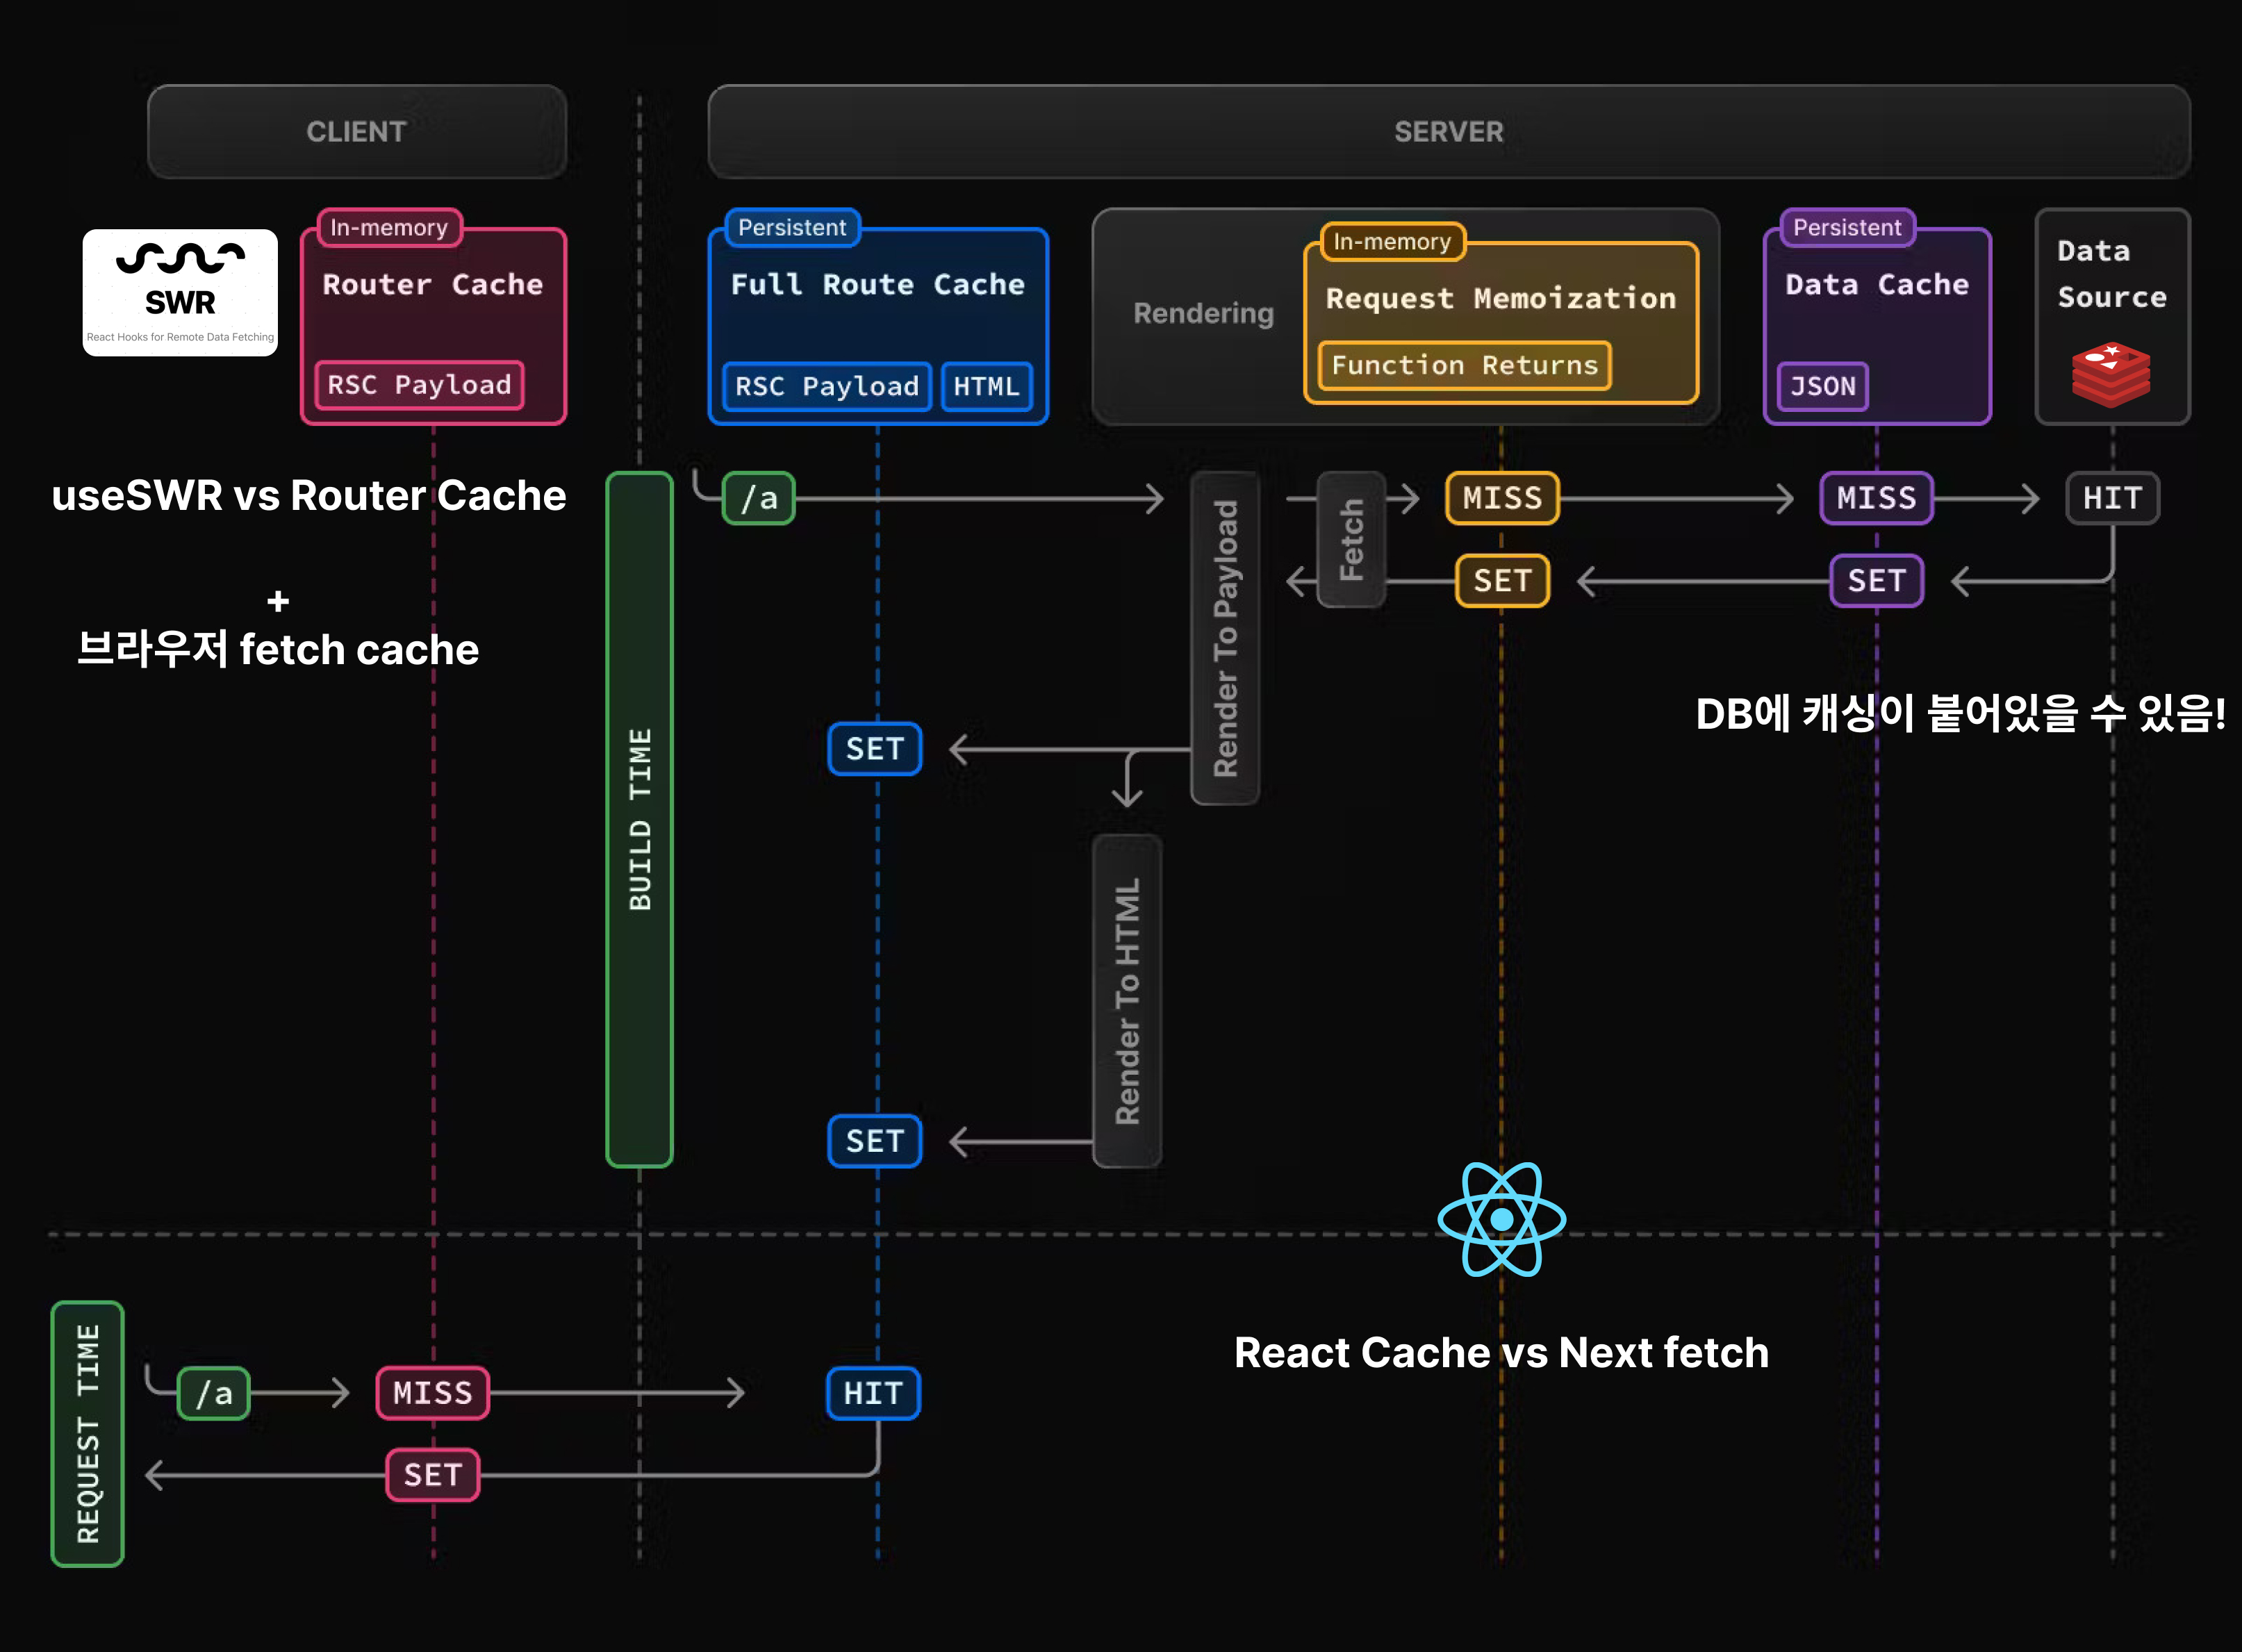 CLIENT
SERVER
SWR
React Hooks for Remote Data Fetching
In-memory
Router Cache
RSC Payload
Persistent
Full Route Cache
RSC Payload
HTML
Rendering
In-memory
Request Memoization
Function Returns
Persistent
Data Cache
JSON
Data
Source
useSWR vs Router Cache
+
브라우저 fetch cache
BUILD TIME
/a
Render To Payload
Fetch
MISS
MISS
HIT
SET
SET
DB에 캐싱이 붙어있을 수 있음!
SET
Render To HTML
SET
React Cache vs Next fetch
REQUEST TIME
/a
MISS
HIT
SET